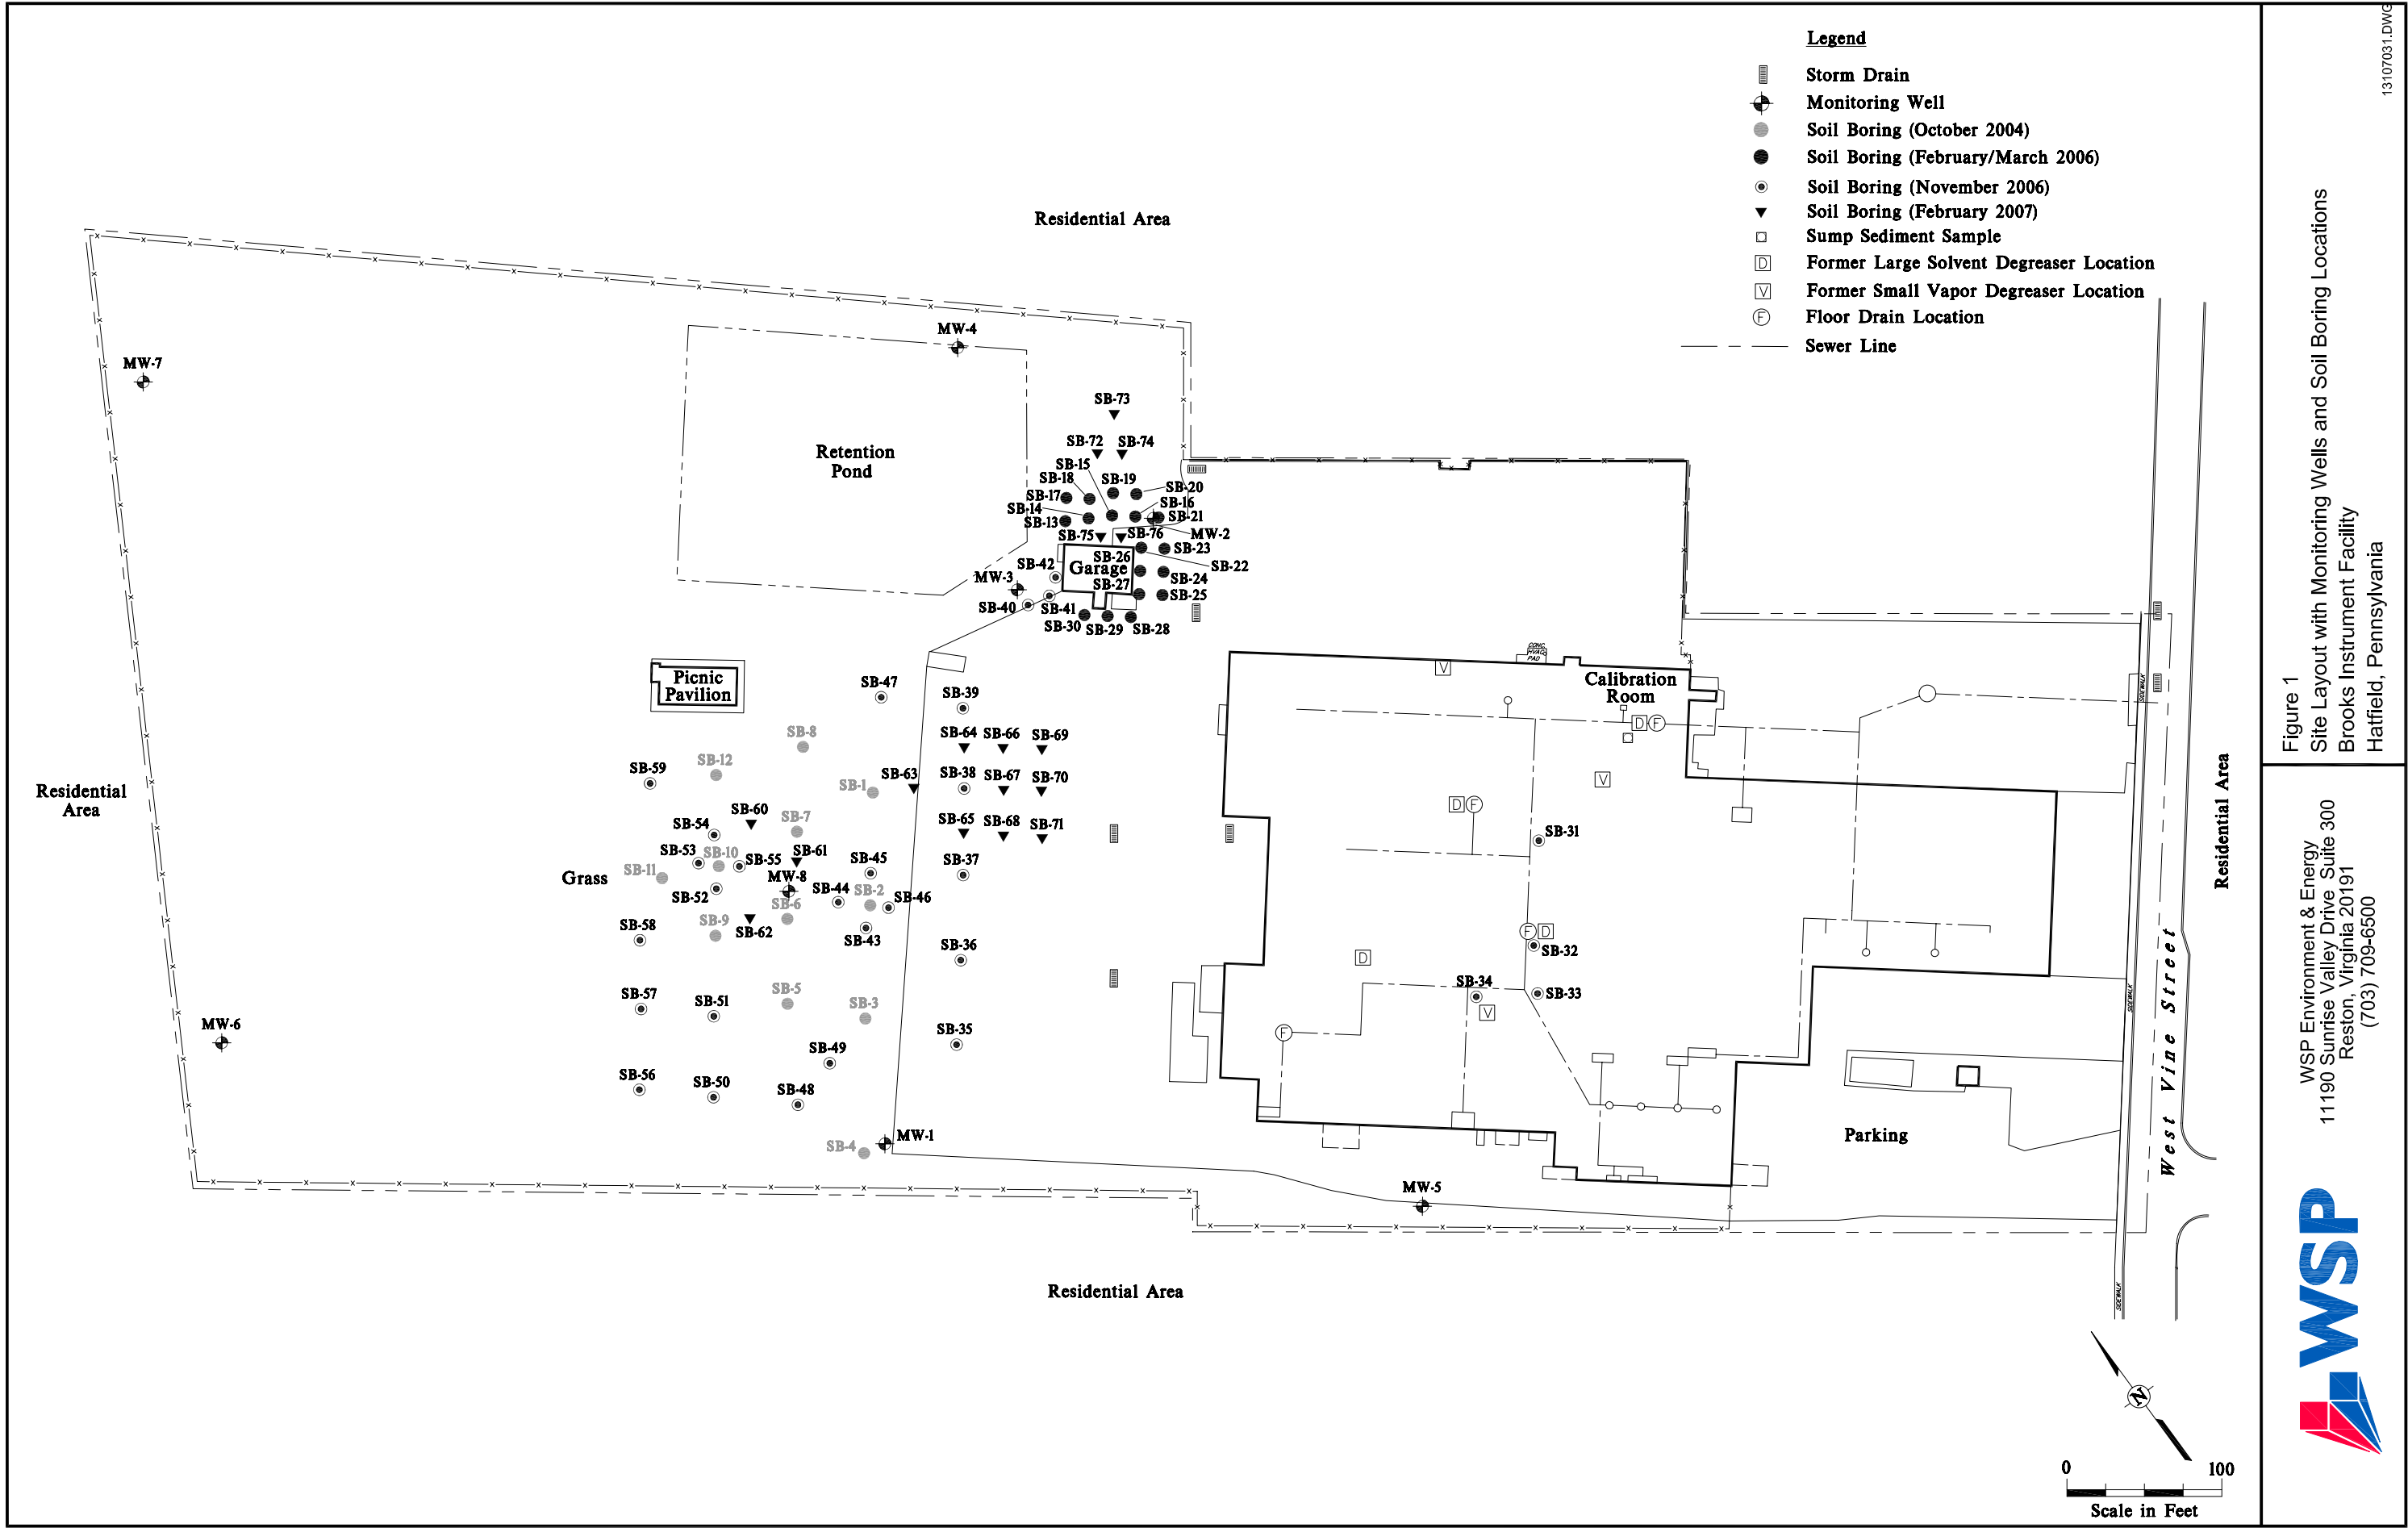 Legend
Storm Drain
Monitoring Well
Soil Boring (October 2004)
Soil Boring (February/March 2006)
Soil Boring (November 2006)
Soil Boring (February 2007)
Sump Sediment Sample
D Former Large Solvent Degreaser Location
V Former Small Vapor Degreaser Location
F Floor Drain Location
Sewer Line
Residential Area
MW-4
MW-7
SB-73
Retention
Pond
SB-72
SB-74
SB-15
SB-18
SB-19
SB-20
SB-17
SB-16
SB-14
SB-21
SB-13
SB-75
SB-76
MW-2
SB-23
SB-26
SB-22
SB-42
Garage
MW-3
SB-27
SB-24
SB-25
SB-40
SB-41
SB-30
SB-29
SB-28
CONC.
HVAC
PAD
V
Calibration
Room
Picnic
Pavilion
SB-47
SB-39
D F
SB-8
SB-64
SB-66
SB-69
SB-12
SB-59
SB-63
SB-38
SB-67
SB-70
SB-1
V
Residential
Area
SB-60
D F
SB-54
SB-7
SB-65
SB-68
SB-71
SB-31
SB-53
SB-10
SB-55
SB-61
SB-45
SB-37
SB-11
Grass
MW-8
SB-44
SB-2
SB-46
SB-52
SB-6
SB-58
SB-9
SB-62
SB-43
SB-36
F D
SB-32
D
SB-34
SB-33
SB-57
SB-51
SB-5
SB-3
V
MW-6
SB-35
F
SB-49
SB-56
SB-50
SB-48
SB-4
MW-1
Parking
MW-5
Residential Area
SIDEWALK
SIDEWALK
SIDEWALK
West Vine Street
Residential Area
N
0 100
Scale in Feet
13107031.DWG
Figure 1
Site Layout with Monitoring Wells and Soil Boring Locations
Brooks Instrument Facility
Hatfield, Pennsylvania
WSP Environment & Energy
11190 Sunrise Valley Drive Suite 300
Reston, Virginia 20191
(703) 709-6500
WSP